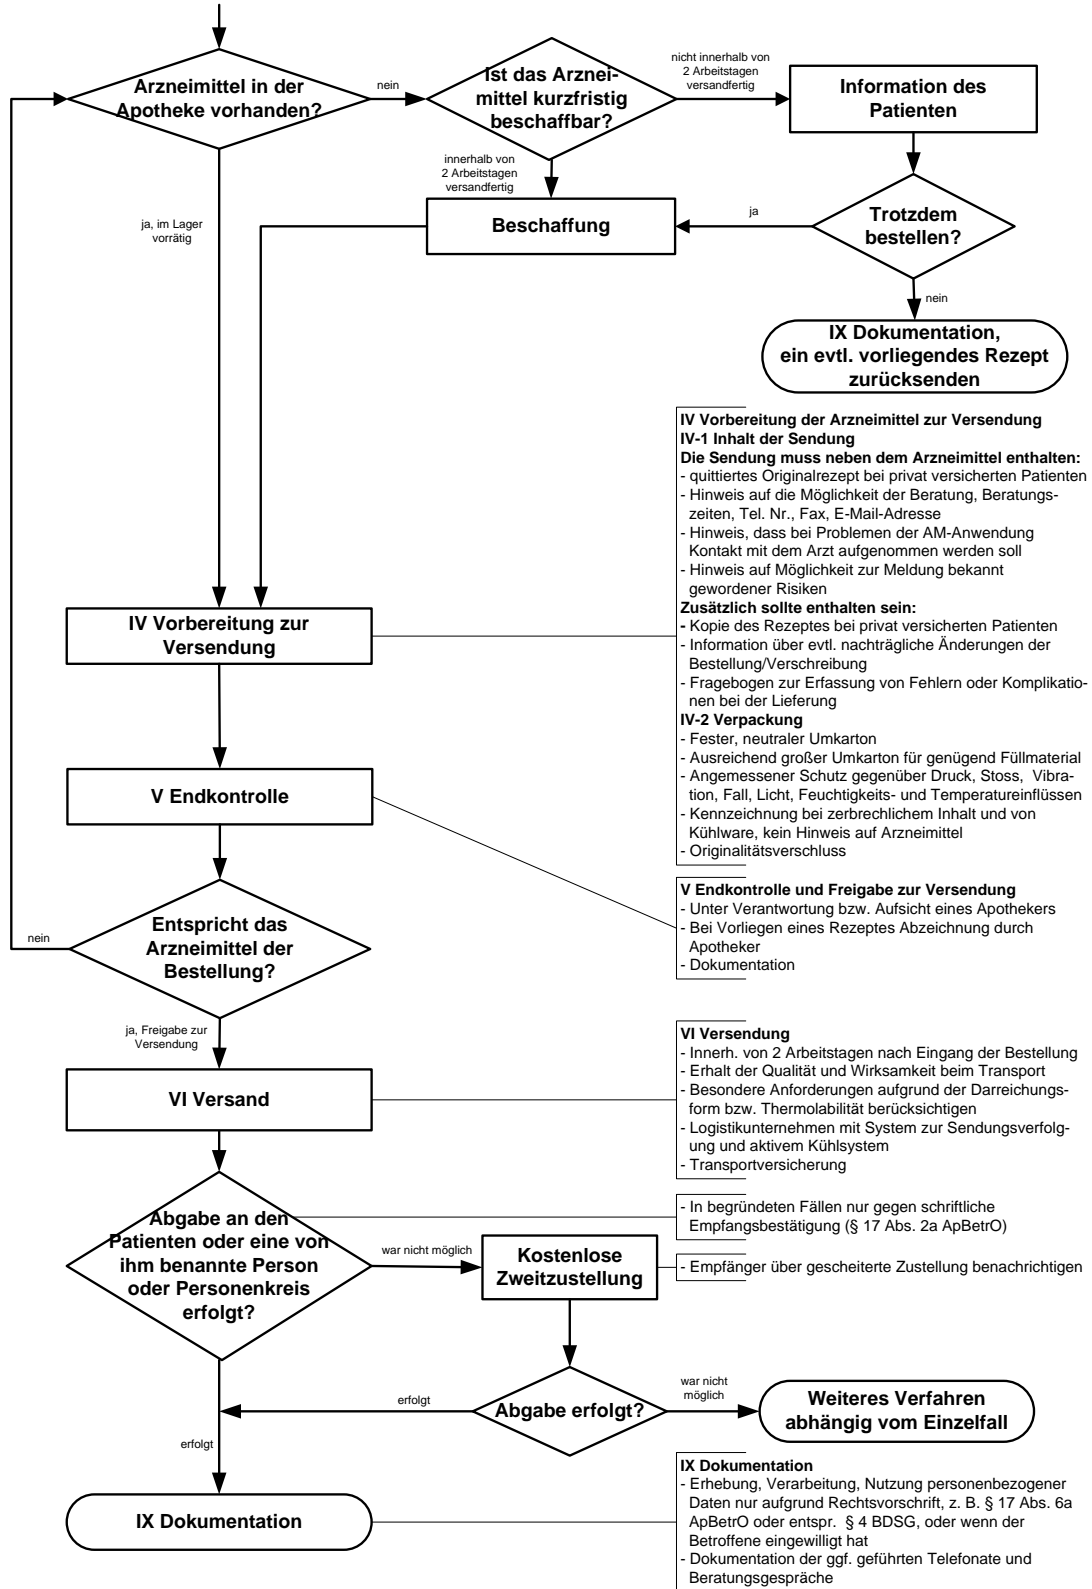 Arzneimittel in der
Apotheke vorhanden?
nein
Ist das Arznei-
mittel kurzfristig
beschaffbar?
nicht innerhalb von
2 Arbeitstagen
versandfertig
Information des
Patienten
innerhalb von
2 Arbeitstagen
versandfertig
ja, im Lager
vorrätig
Beschaffung
ja
Trotzdem
bestellen?
nein
IX Dokumentation,
ein evtl. vorliegendes Rezept
zurücksenden
IV Vorbereitung der Arzneimittel zur Versendung
IV-1 Inhalt der Sendung
Die Sendung muss neben dem Arzneimittel enthalten:
- quittiertes Originalrezept bei privat versicherten Patienten
- Hinweis auf die Möglichkeit der Beratung, Beratungs-
zeiten, Tel. Nr., Fax, E-Mail-Adresse
- Hinweis, dass bei Problemen der AM-Anwendung
Kontakt mit dem Arzt aufgenommen werden soll
- Hinweis auf Möglichkeit zur Meldung bekannt
gewordener Risiken
Zusätzlich sollte enthalten sein:
- Kopie des Rezeptes bei privat versicherten Patienten
- Information über evtl. nachträgliche Änderungen der
Bestellung/Verschreibung
- Fragebogen zur Erfassung von Fehlern oder Komplikatio-
nen bei der Lieferung
IV-2 Verpackung
- Fester, neutraler Umkarton
- Ausreichend großer Umkarton für genügend Füllmaterial
- Angemessener Schutz gegenüber Druck, Stoss, Vibra-
tion, Fall, Licht, Feuchtigkeits- und Temperatureinflüssen
- Kennzeichnung bei zerbrechlichem Inhalt und von
Kühlware, kein Hinweis auf Arzneimittel
- Originalitätsverschluss
IV Vorbereitung zur
Versendung
V Endkontrolle
V Endkontrolle und Freigabe zur Versendung
- Unter Verantwortung bzw. Aufsicht eines Apothekers
- Bei Vorliegen eines Rezeptes Abzeichnung durch
Apotheker
- Dokumentation
nein
Entspricht das
Arzneimittel der
Bestellung?
ja, Freigabe zur
Versendung
VI Versand
VI Versendung
- Innerh. von 2 Arbeitstagen nach Eingang der Bestellung
- Erhalt der Qualität und Wirksamkeit beim Transport
- Besondere Anforderungen aufgrund der Darreichungs-
form bzw. Thermolabilität berücksichtigen
- Logistikunternehmen mit System zur Sendungsverfolg-
ung und aktivem Kühlsystem
- Transportversicherung
Abgabe an den
Patienten oder eine von
ihm benannte Person
oder Personenkreis
erfolgt?
- In begründeten Fällen nur gegen schriftliche
Empfangsbestätigung (§ 17 Abs. 2a ApBetrO)
war nicht möglich
Kostenlose
Zweitzustellung
- Empfänger über gescheiterte Zustellung benachrichtigen
erfolgt
Abgabe erfolgt?
war nicht
möglich
Weiteres Verfahren
abhängig vom Einzelfall
erfolgt
IX Dokumentation
IX Dokumentation
- Erhebung, Verarbeitung, Nutzung personenbezogener
Daten nur aufgrund Rechtsvorschrift, z. B. § 17 Abs. 6a
ApBetrO oder entspr. § 4 BDSG, oder wenn der
Betroffene eingewilligt hat
- Dokumentation der ggf. geführten Telefonate und
Beratungsgespräche